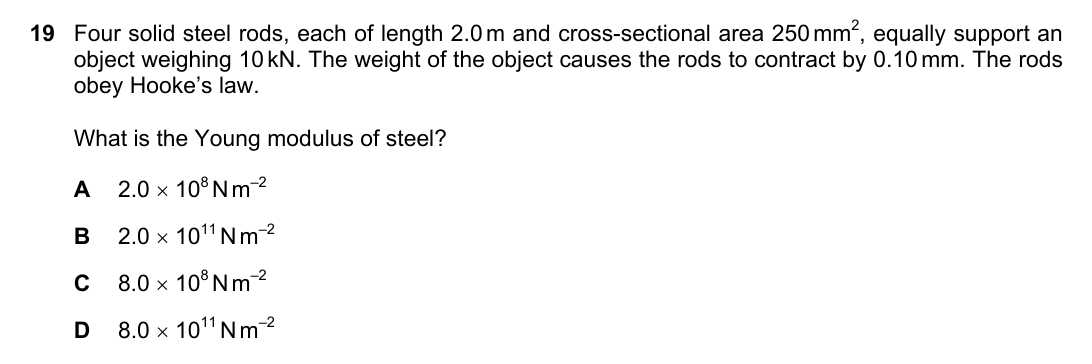 19 Four solid steel rods, each of length 2.0 m and cross-sectional area 250 mm², equally support an
object weighing 10 kN. The weight of the object causes the rods to contract by 0.10 mm. The rods
obey Hooke’s law.
What is the Young modulus of steel?
A 2.0 × 10⁸ N m⁻²
B 2.0 × 10¹¹ N m⁻²
C 8.0 × 10⁸ N m⁻²
D 8.0 × 10¹¹ N m⁻²